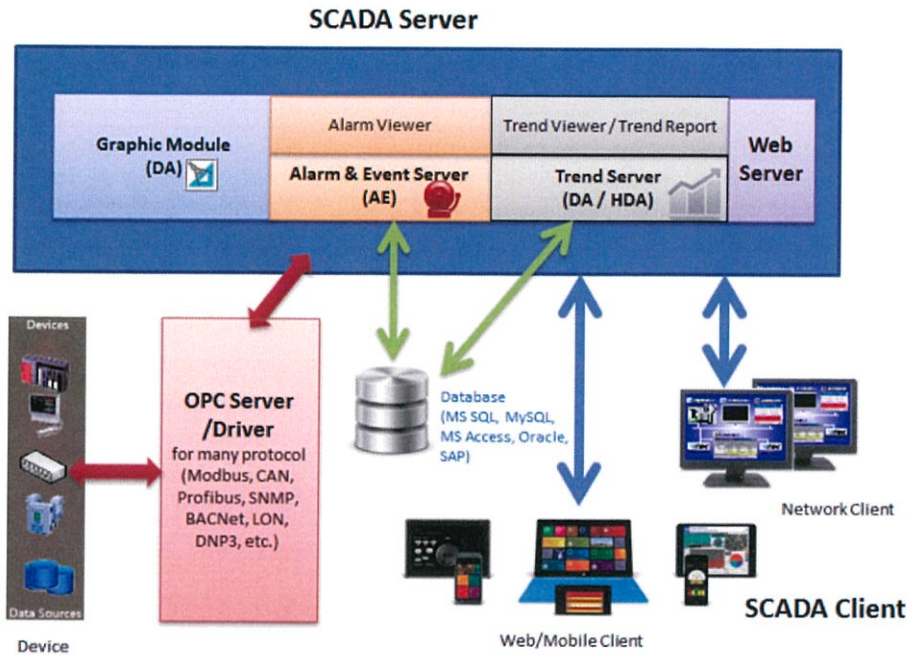 SCADA Server
Graphic Module
(DA)
Alarm Viewer
Alarm & Event Server
(AE)
Trend Viewer / Trend Report
Trend Server
(DA / HDA)
Web
Server
Devices
Data Sources
Device
OPC Server
/Driver
for many protocol
(Modbus, CAN,
Profibus, SNMP,
BACNet, LON,
DNP3, etc.)
Database
(MS SQL, MySQL,
MS Access, Oracle,
SAP)
Network Client
Web/Mobile Client
SCADA Client